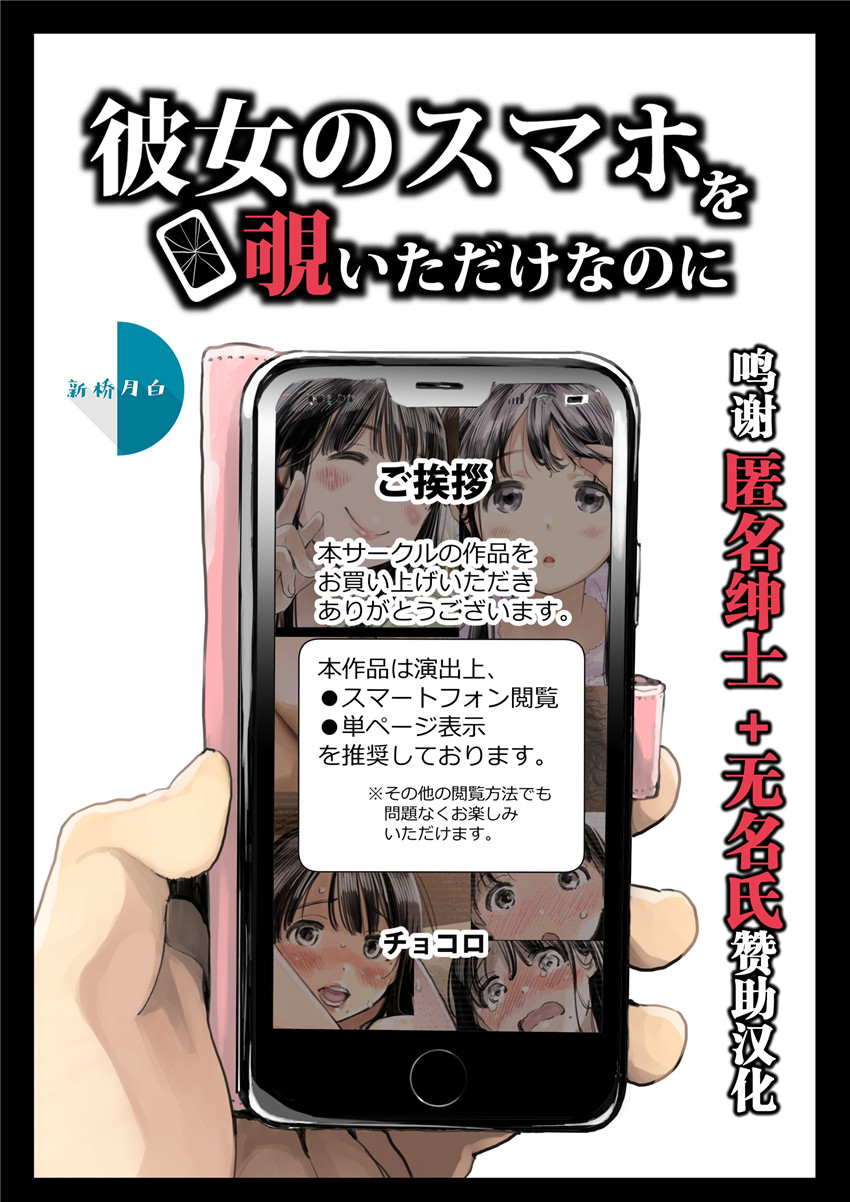 彼女のスマホを
覗いただけなのに
新桥月白
鸣谢 匿名绅士 + 无名氏 赞助汉化
ご挨拶
本サークルの作品を
お買い上げいただき
ありがとうございます。
本作品は演出上、
●スマートフォン閲覧
●単ページ表示
を推奨しております。
※その他の閲覧方法でも
問題なくお楽しみ
いただけます。
チョコロ